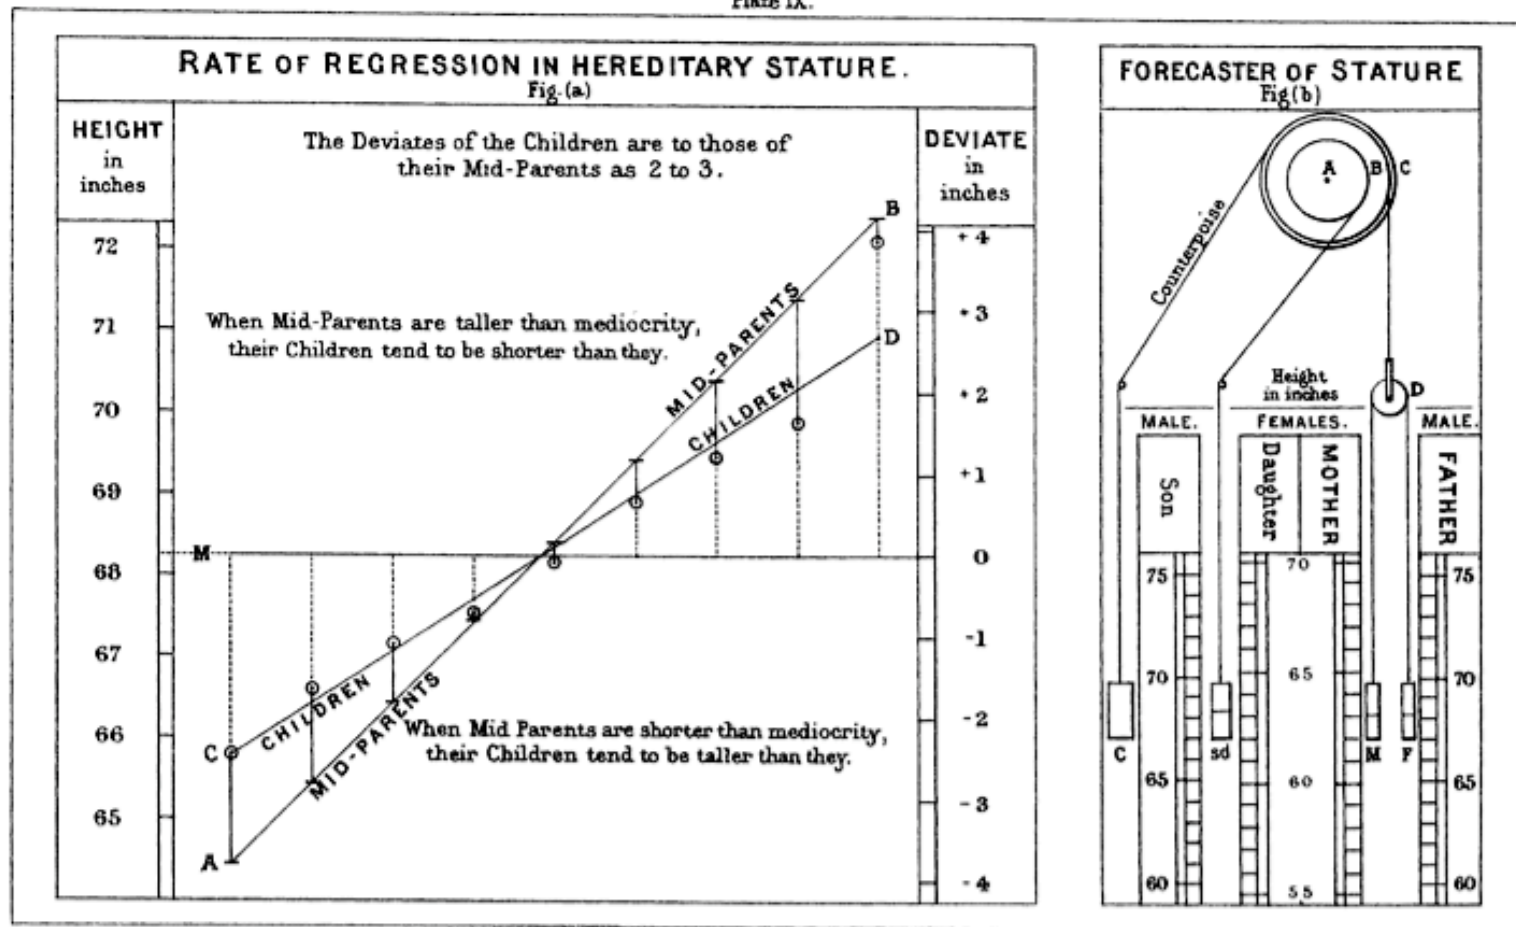 Plate IX.
RATE OF REGRESSION IN HEREDITARY STATURE.
Fig. (a)
HEIGHT
in
inches
The Deviates of the Children are to those of
their Mid-Parents as 2 to 3.
DEVIATE
in
inches
72
71
70
69
M
68
67
66
65
When Mid-Parents are taller than mediocrity,
their Children tend to be shorter than they.
B
D
MID-PARENTS
CHILDREN
C
CHILDREN
MID-PARENTS
A
When Mid Parents are shorter than mediocrity,
their Children tend to be taller than they.
+4
+3
+2
+1
0
-1
-2
-3
-4
FORECASTER OF STATURE
Fig (b)
A B C
Counterpoise
Height
in inches
D
MALE. FEMALES. MALE.
Son
Daughter
MOTHER
FATHER
75 70 75
70 65 70
C sd M F
65 60 65
60 55 60